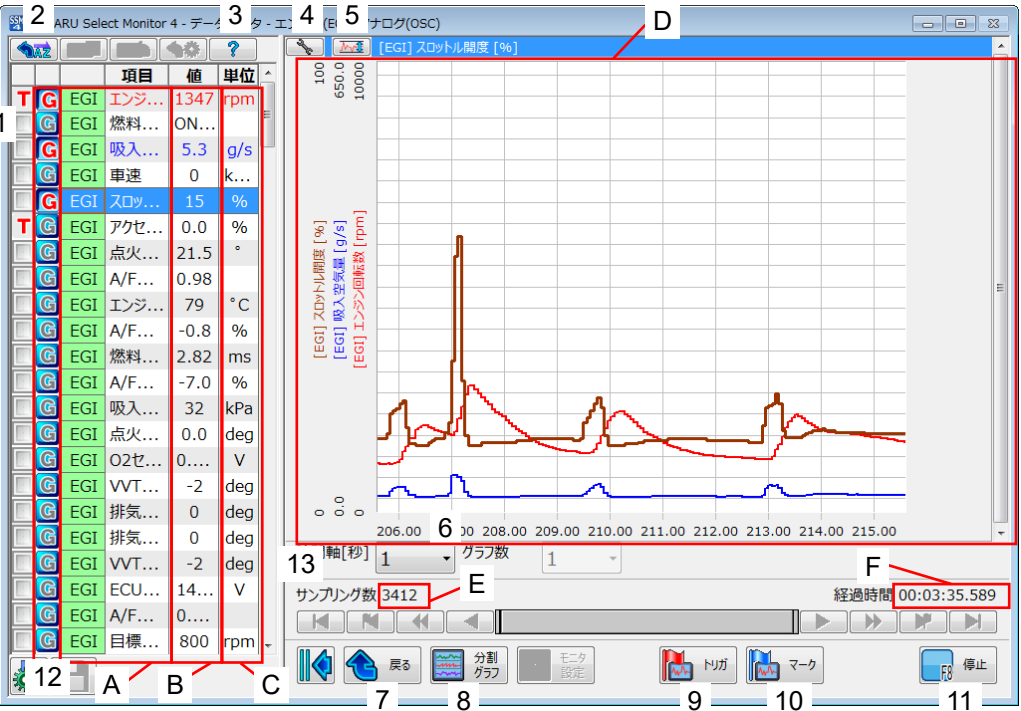 2 3 4 5 D
ARU Select Monitor 4 - デー タ - エン (EG ナログ(OSC)
AZ ? [EGI] スロットル開度 [%]
項目 値 単位
T G EGI エンジ... 1347 rpm
1 G EGI 燃料... ON...
G EGI 吸入... 5.3 g/s
G EGI 車速 0 k...
G EGI スロッ... 15 %
T G EGI アクセ... 0.0 %
G EGI 点火... 21.5 °
G EGI A/F... 0.98
G EGI エンジ... 79 °C
G EGI A/F... -0.8 %
G EGI 燃料... 2.82 ms
G EGI A/F... -7.0 %
G EGI 吸入... 32 kPa
G EGI 点火... 0.0 deg
G EGI O2セ... 0.... V
G EGI VVT... -2 deg
G EGI 排気... 0 deg
G EGI 排気... 0 deg
G EGI VVT... -2 deg
G EGI ECU... 14... V
G EGI A/F... 0....
G EGI 目標... 800 rpm
12 A B C
100 650.0 10000
[EGI] スロットル開度 [%]
[EGI] 吸入空気量 [g/s]
[EGI] エンジン回転数 [rpm]
0 0.0 0
206.00 6 00 208.00 209.00 210.00 211.00 212.00 213.00 214.00 215.00
13 軸[秒] 1 グラフ数 1
E F
サンプリング数 3412 経過時間 00:03:35.589
戻る 分割グラフ モニタ設定 トリガ マーク F8 停止
7 8 9 10 11